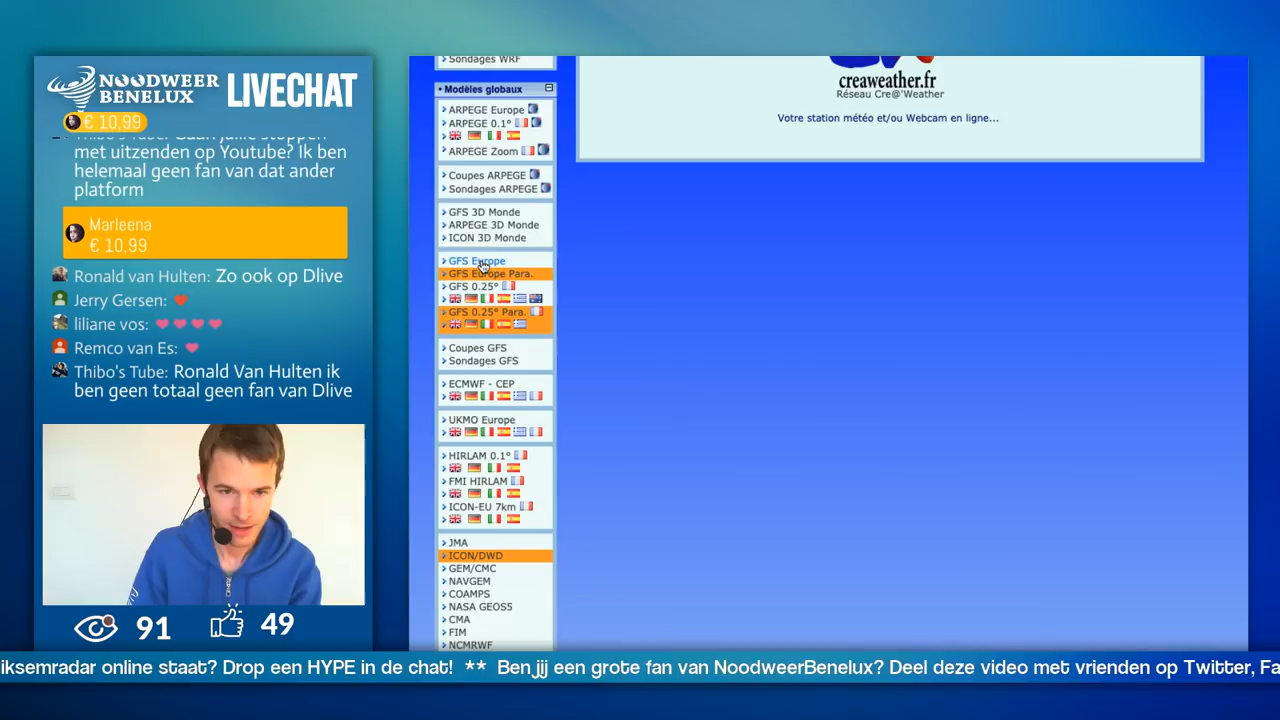 NOODWEER
BENELUX
LIVECHAT
€ 10,99
Thibo's Tube: Gaan jullie stoppen
met uitzenden op Youtube? Ik ben
helemaal geen fan van dat ander
platform
Marleena
€ 10,99
Ronald van Hulten: Zo ook op Dlive
Jerry Gersen:
liliane vos:
Remco van Es:
Thibo's Tube: Ronald Van Hulten ik
ben geen totaal geen fan van Dlive
91
49
Sondages WRF
• Modèles globaux
ARPEGE Europe
ARPEGE 0.1°
ARPEGE Zoom
Coupes ARPEGE
Sondages ARPEGE
GFS 3D Monde
ARPEGE 3D Monde
ICON 3D Monde
GFS Europe
GFS Europe Para.
GFS 0.25°
GFS 0.25° Para.
Coupes GFS
Sondages GFS
ECMWF - CEP
UKMO Europe
HIRLAM 0.1°
FMI HIRLAM
ICON-EU 7km
JMA
ICON/DWD
GEM/CMC
NAVGEM
COAMPS
NASA GEOS5
CMA
FIM
NCMRWF
creaweather.fr
Réseau Cre@'Weather
Votre station météo et/ou Webcam en ligne...
iksemradar online staat? Drop een HYPE in de chat! ** Ben jij een grote fan van NoodweerBenelux? Deel deze video met vrienden op Twitter, Fa